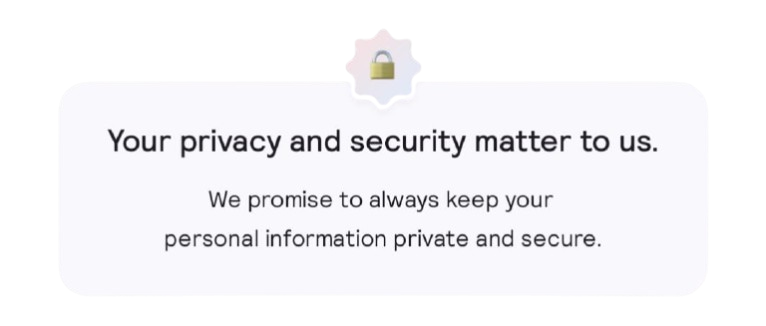 Your privacy and security matter to us.
We promise to always keep your
personal information private and secure.